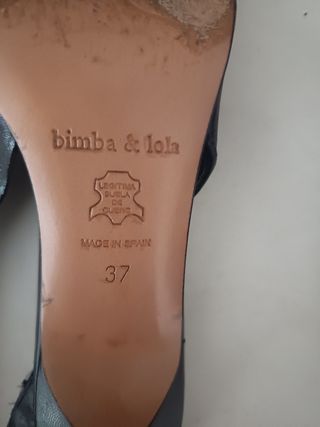 bimba & lola
LEGITIMA
SUELA
DE
CUERO
MADE IN SPAIN
37